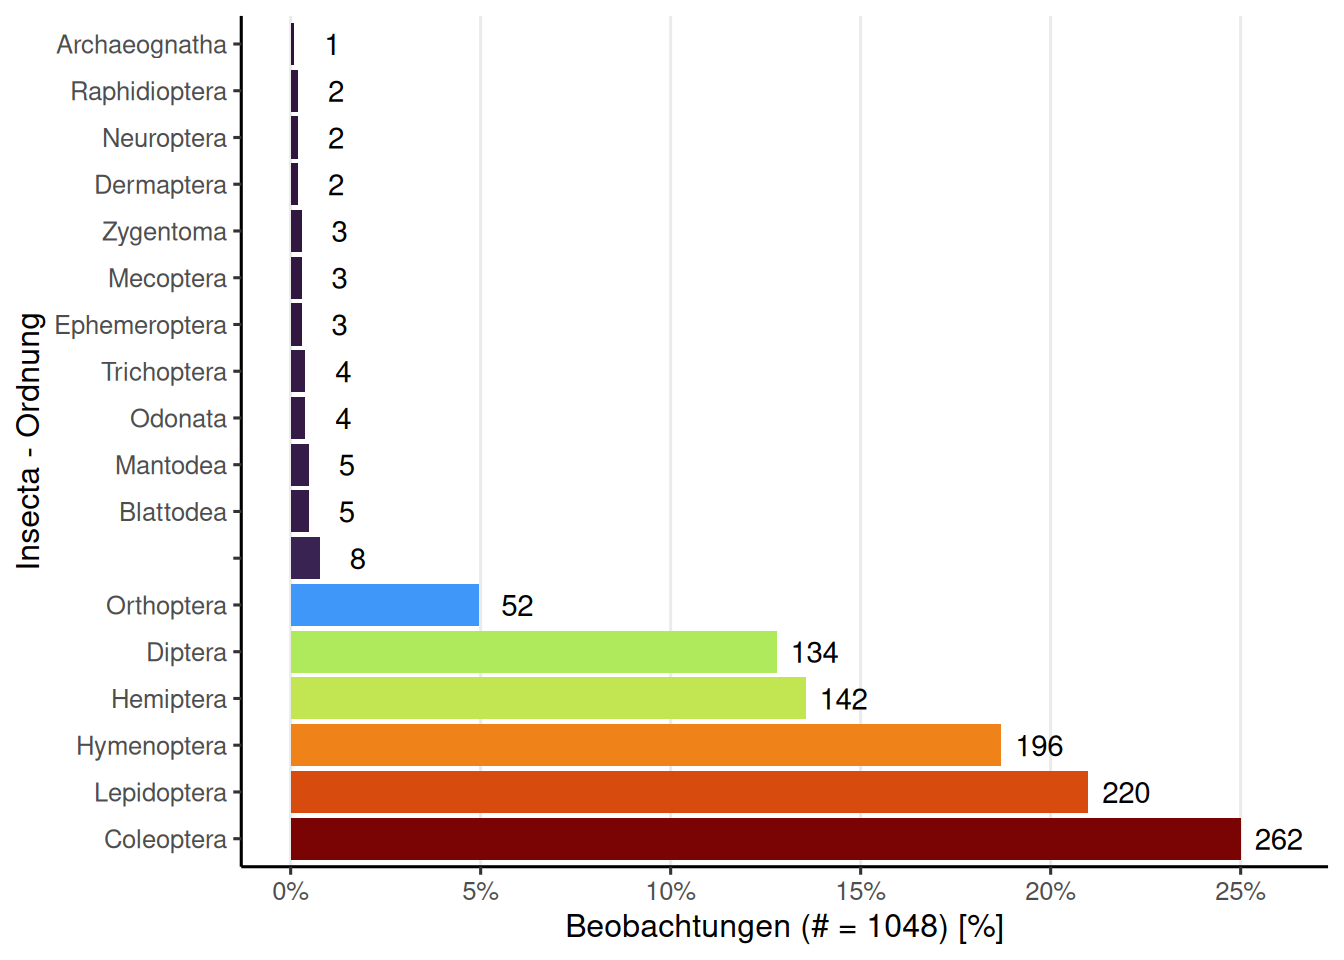 Archaeognatha 1
Raphidioptera 2
Neuroptera 2
Dermaptera 2
Zygentoma 3
Mecoptera 3
Ephemeroptera 3
Trichoptera 4
Odonata 4
Mantodea 5
Blattodea 5
8
Orthoptera 52
Diptera 134
Hemiptera 142
Hymenoptera 196
Lepidoptera 220
Coleoptera 262
Insecta - Ordnung
0% 5% 10% 15% 20% 25%
Beobachtungen (# = 1048) [%]